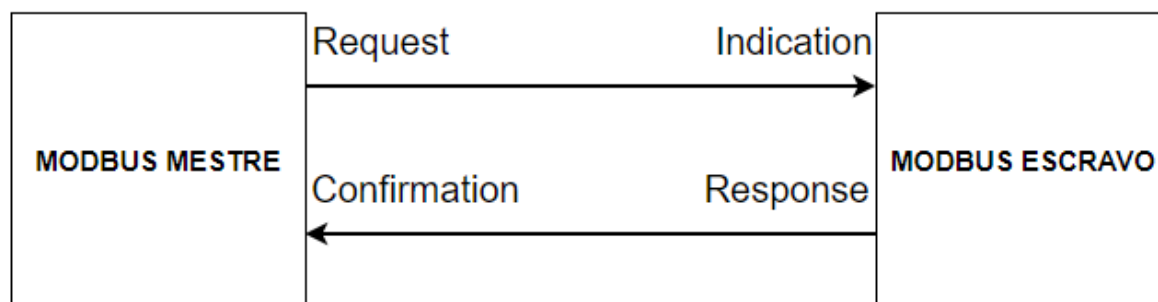 Request Indication
MODBUS MESTRE
MODBUS ESCRAVO
Confirmation Response